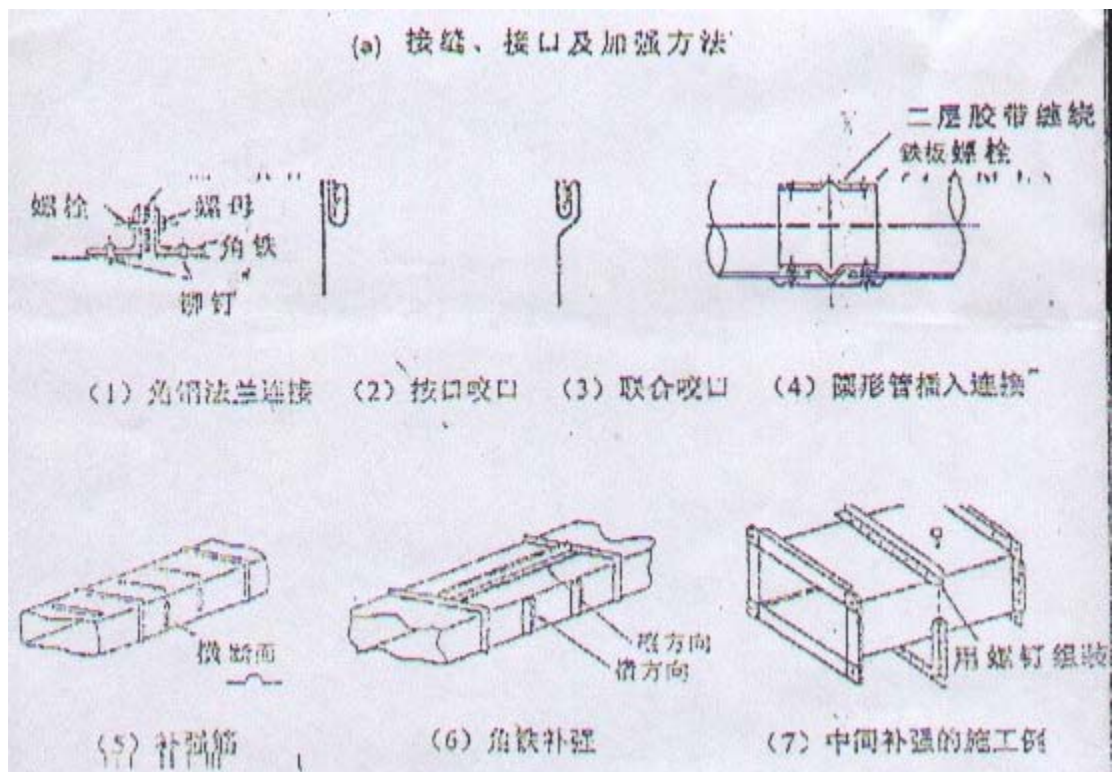 (a) 接缝、接口及加强方法
二层胶带缠绕
鉄板螺栓
螺栓
螺母
角铁
铆钉
(1) 角钢法兰连接
(2) 按口咬口
(3) 联合咬口
(4) 圆形管插入連換
横断面
纵方向
横方向
用螺钉组装
(5) 补强筋
(6) 角铁补强
(7) 中间补强的施工例